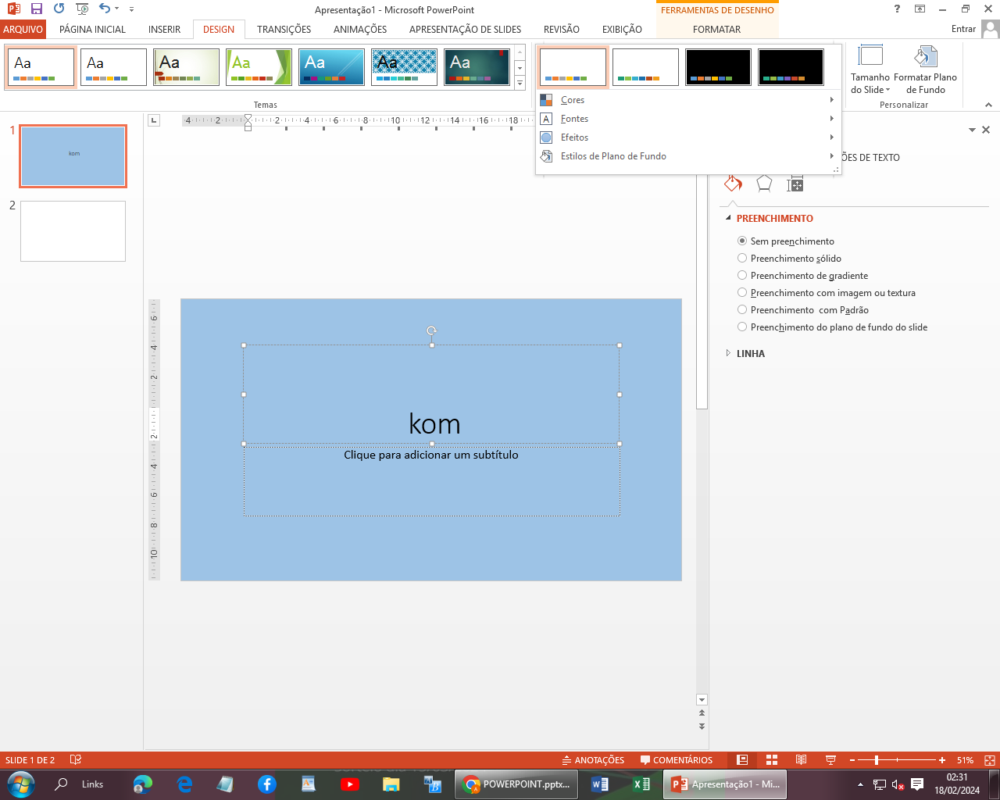 Apresentação1 - Microsoft PowerPoint
FERRAMENTAS DE DESENHO
?
ARQUIVO PÁGINA INICIAL INSERIR DESIGN TRANSIÇÕES ANIMAÇÕES APRESENTAÇÃO DE SLIDES REVISÃO EXIBIÇÃO FORMATAR Entrar
Aa Aa Aa Aa Aa Aa Aa
Temas
Cores
Fontes
Efeitos
Estilos de Plano de Fundo
Tamanho do Slide
Formatar Plano de Fundo
Personalizar
4 2 2 4 6 8 10 12 14 16 18
1
kom
2
6 4 2 2 4 6 8 10
kom
Clique para adicionar um subtítulo
ÕES DE TEXTO
PREENCHIMENTO
Sem preenchimento
Preenchimento sólido
Preenchimento de gradiente
Preenchimento com imagem ou textura
Preenchimento com Padrão
Preenchimento do plano de fundo do slide
LINHA
SLIDE 1 DE 2 ANOTAÇÕES COMENTÁRIOS 51%
Links POWERPOINT.pptx... Apresentação1 - Mi...
02:31
18/02/2024